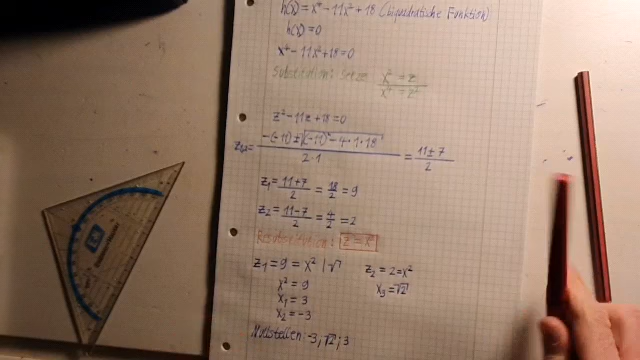 h(x) = x⁴ - 11x² + 18 (biquadratische Funktion)
h(x) = 0
x⁴ - 11x² + 18 = 0
Substitution: Setze x² = z
x⁴ = z²
z² - 11z + 18 = 0
z₁,₂ = (-(-11) ± √((-11)² - 4·1·18)) / (2·1) = (11 ± 7) / 2
z₁ = (11+7)/2 = 18/2 = 9
z₂ = (11-7)/2 = 4/2 = 2
Resubstitution: z = x²
z₁ = 9 = x² | √ z₂ = 2 = x²
x² = 9 x₃ = √2
x₁ = 3
x₂ = -3
Nullstellen: -3; √2; 3